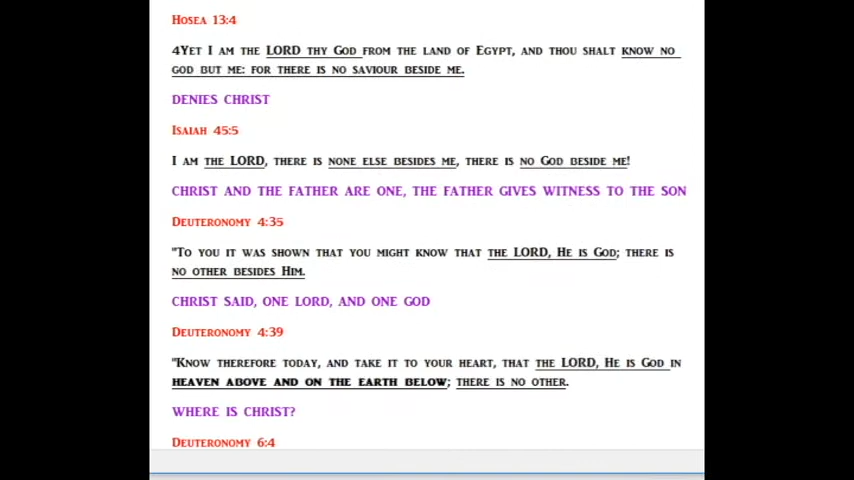 Hosea 13:4
4Yet I am the LORD thy God from the land of Egypt, and thou shalt know no
god but me: for there is no saviour beside me.
DENIES CHRIST
Isaiah 45:5
I am the LORD, there is none else besides me, there is no God beside me!
CHRIST AND THE FATHER ARE ONE, THE FATHER GIVES WITNESS TO THE SON
Deuteronomy 4:35
"To you it was shown that you might know that the LORD, He is God; there is
no other besides Him.
CHRIST SAID, ONE LORD, AND ONE GOD
Deuteronomy 4:39
"Know therefore today, and take it to your heart, that the LORD, He is God in
heaven above and on the earth below; there is no other.
WHERE IS CHRIST?
Deuteronomy 6:4